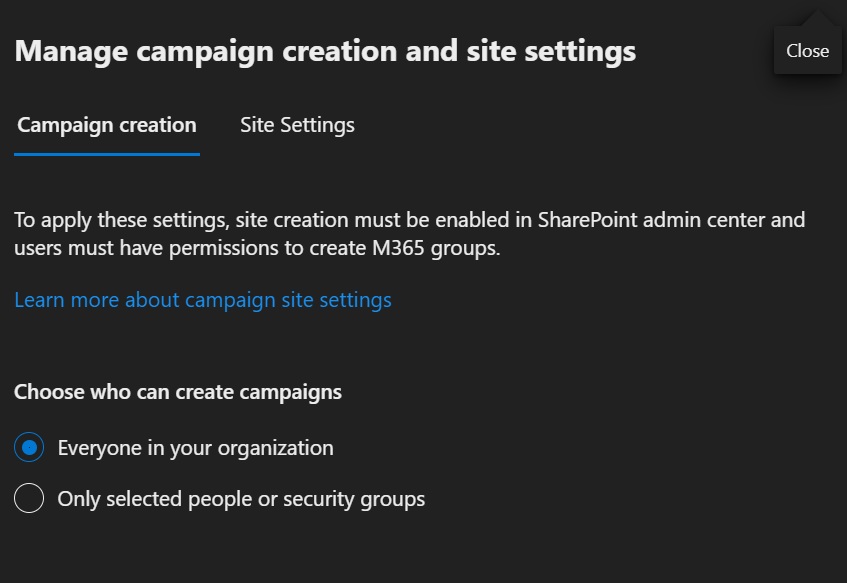 Manage campaign creation and site settings
Close
Campaign creation
Site Settings
To apply these settings, site creation must be enabled in SharePoint admin center and
users must have permissions to create M365 groups.
Learn more about campaign site settings
Choose who can create campaigns
Everyone in your organization
Only selected people or security groups